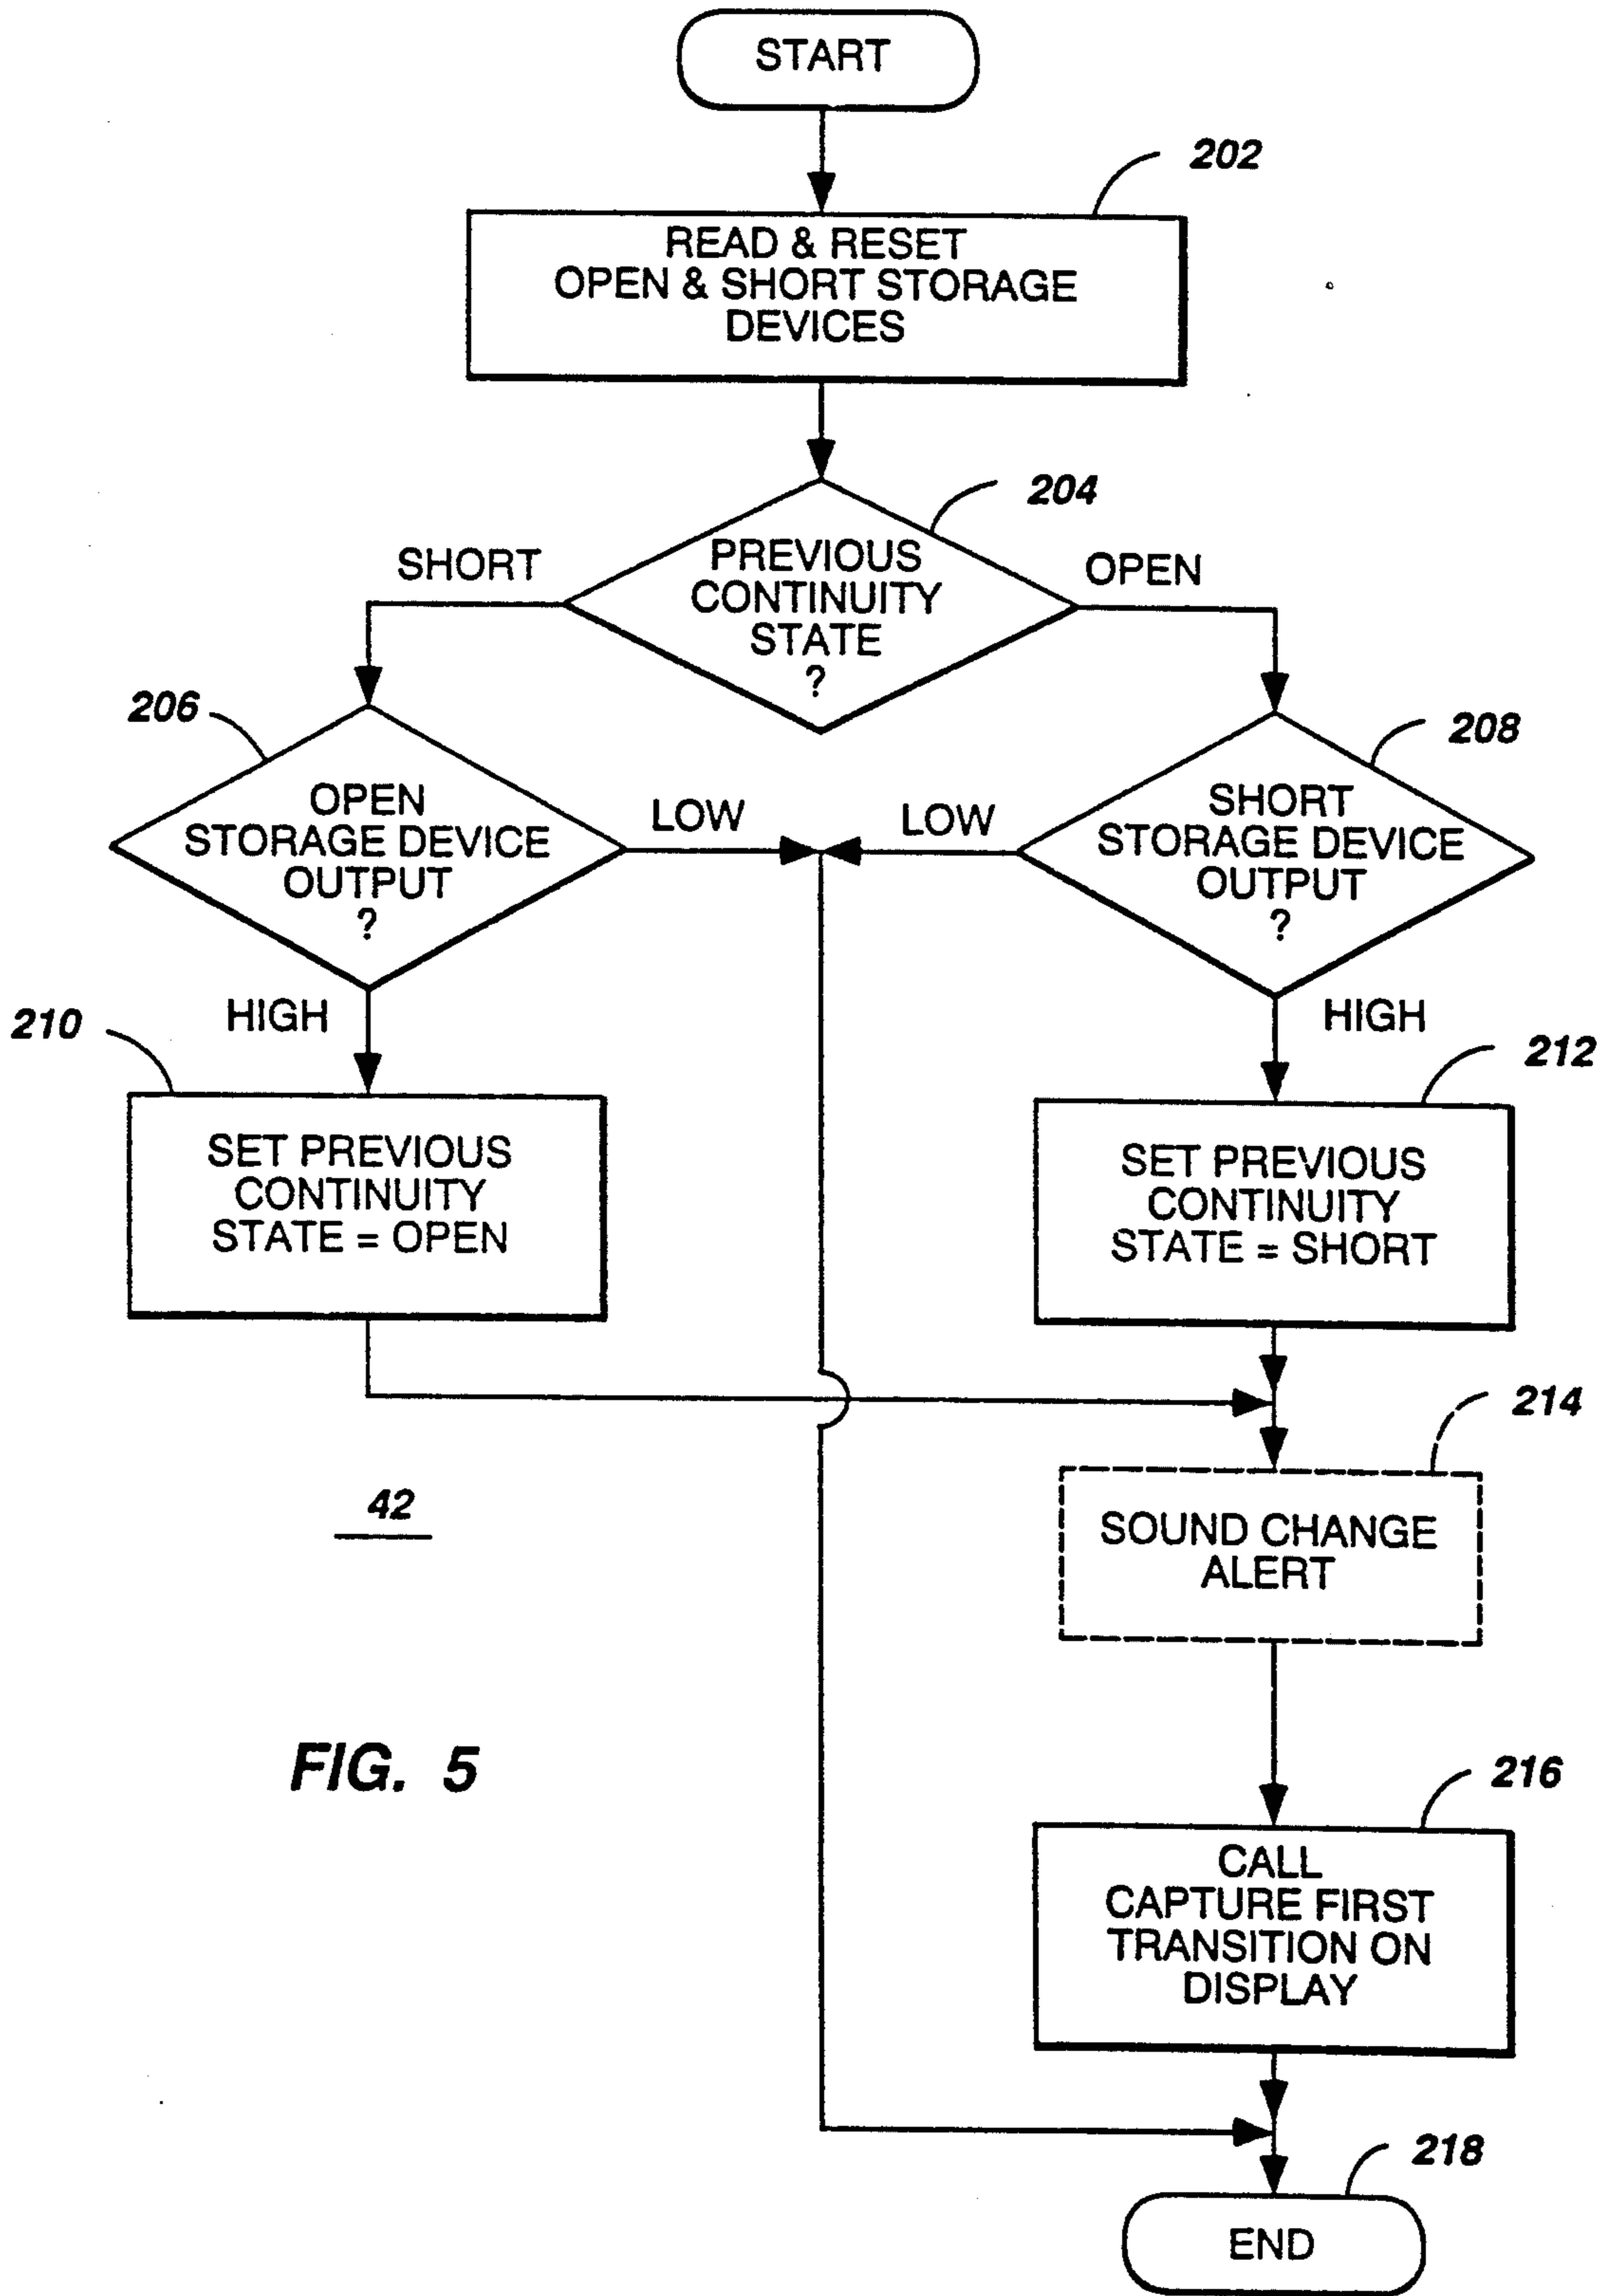 START
202
READ & RESET
OPEN & SHORT STORAGE
DEVICES
204
PREVIOUS
CONTINUITY
STATE
?
SHORT
OPEN
206
OPEN
STORAGE DEVICE
OUTPUT
?
LOW
LOW
208
SHORT
STORAGE DEVICE
OUTPUT
?
HIGH
HIGH
210
SET PREVIOUS
CONTINUITY
STATE = OPEN
212
SET PREVIOUS
CONTINUITY
STATE = SHORT
214
SOUND CHANGE
ALERT
42
FIG. 5
216
CALL
CAPTURE FIRST
TRANSITION ON
DISPLAY
218
END